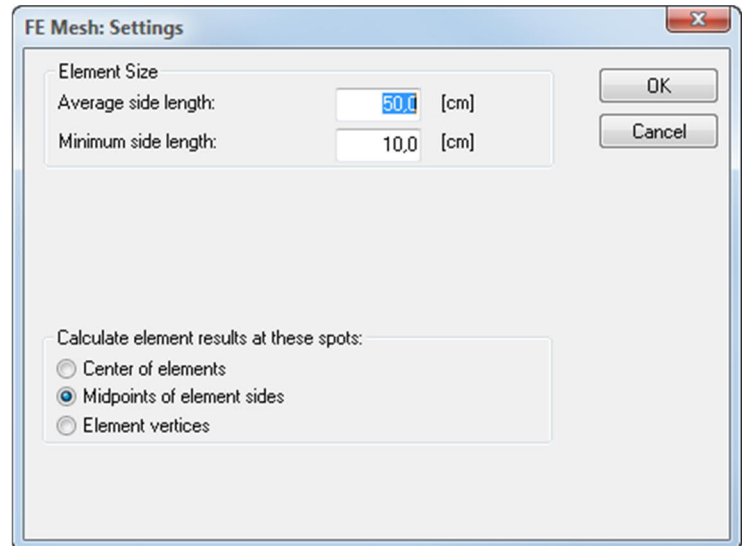 FE Mesh: Settings
Element Size
Average side length: 50,0 [cm]
Minimum side length: 10,0 [cm]
OK
Cancel
Calculate element results at these spots:
Center of elements
Midpoints of element sides
Element vertices